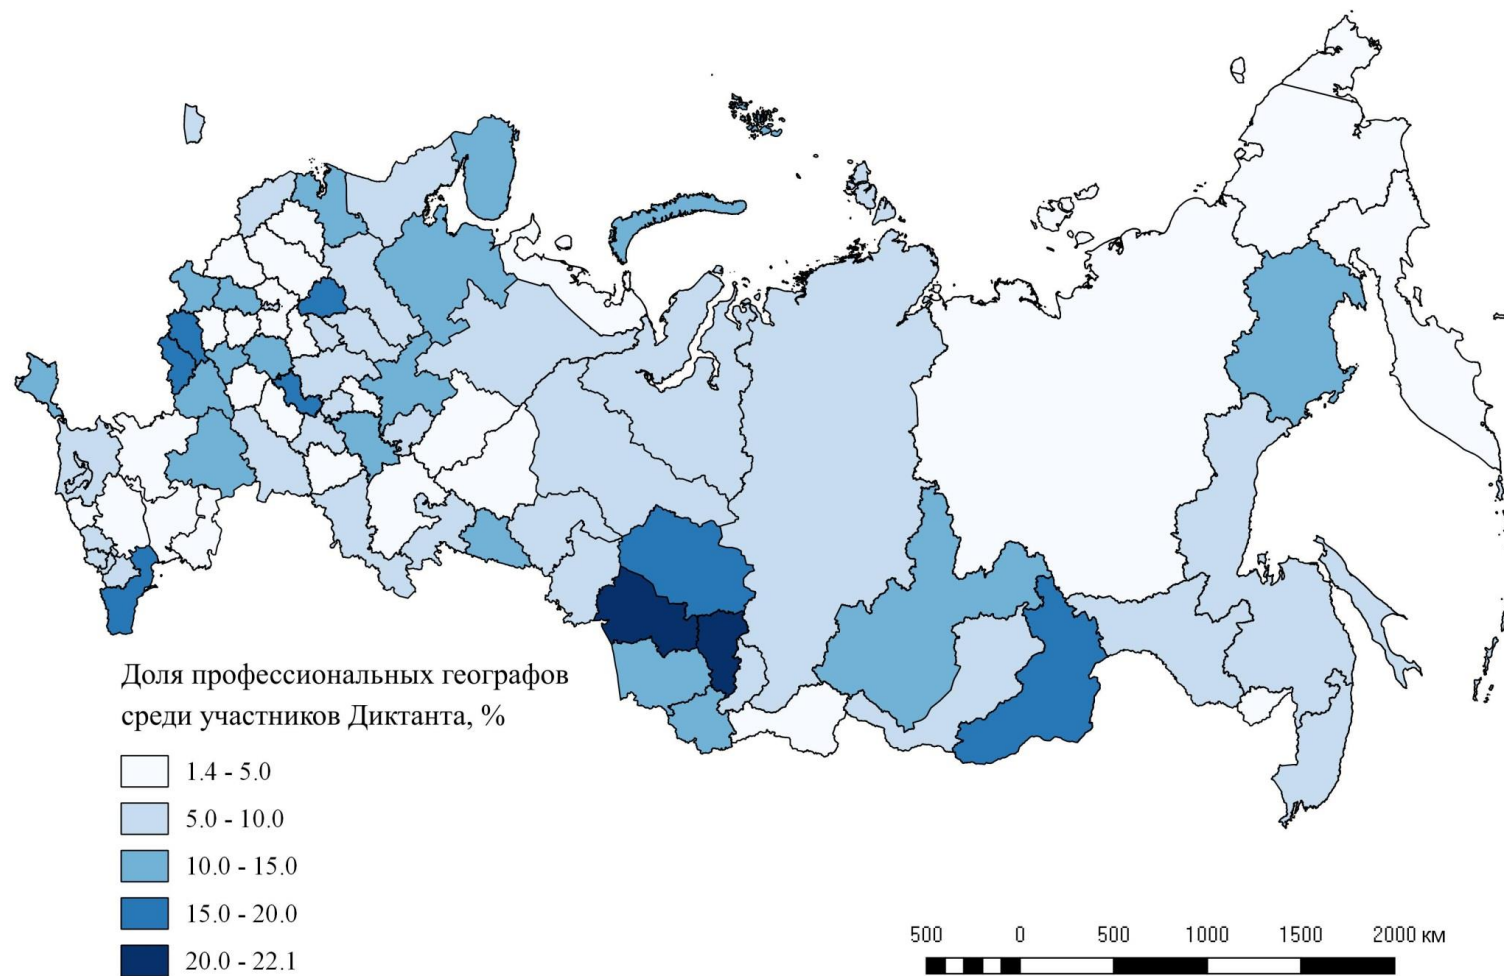 Доля профессиональных географов
среди участников Диктанта, %
1.4 - 5.0
5.0 - 10.0
10.0 - 15.0
15.0 - 20.0
20.0 - 22.1
500 0 500 1000 1500 2000 км